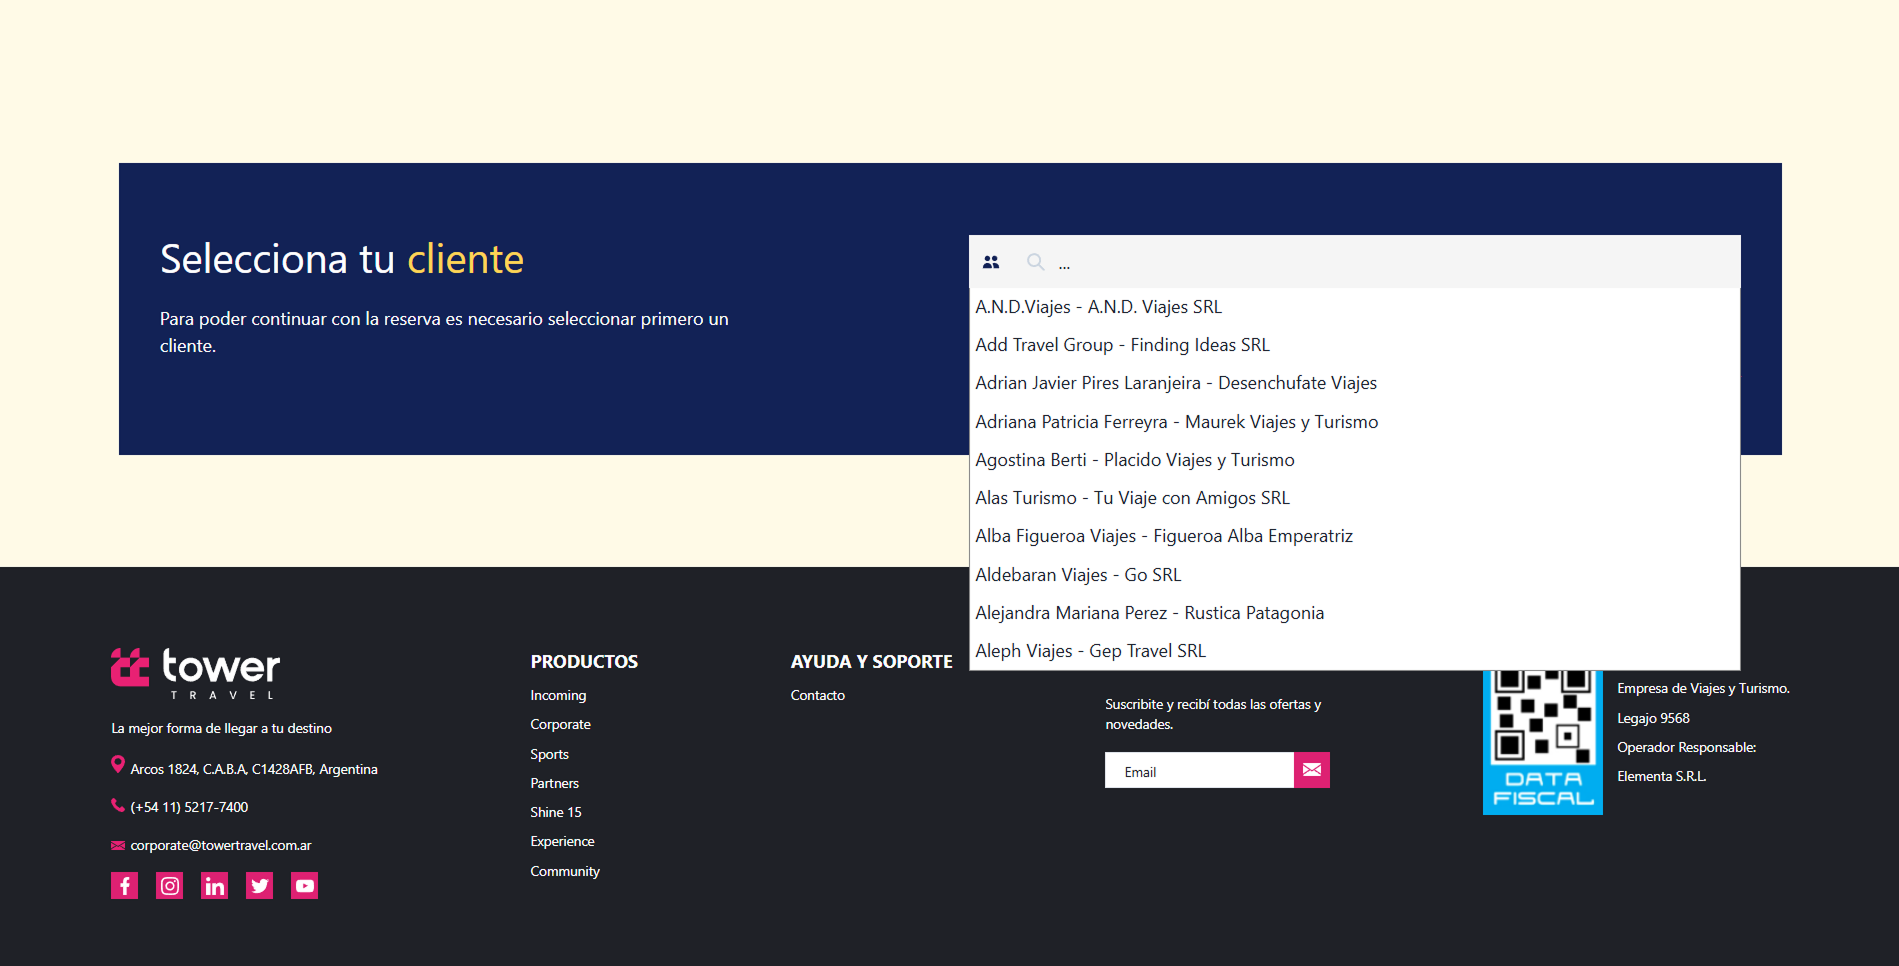 Selecciona tu cliente
Para poder continuar con la reserva es necesario seleccionar primero un
cliente.
...
A.N.D.Viajes - A.N.D. Viajes SRL
Add Travel Group - Finding Ideas SRL
Adrian Javier Pires Laranjeira - Desenchufate Viajes
Adriana Patricia Ferreyra - Maurek Viajes y Turismo
Agostina Berti - Placido Viajes y Turismo
Alas Turismo - Tu Viaje con Amigos SRL
Alba Figueroa Viajes - Figueroa Alba Emperatriz
Aldebaran Viajes - Go SRL
Alejandra Mariana Perez - Rustica Patagonia
Aleph Viajes - Gep Travel SRL
tower
TRAVEL
La mejor forma de llegar a tu destino
Arcos 1824, C.A.B.A, C1428AFB, Argentina
(+54 11) 5217-7400
corporate@towertravel.com.ar
PRODUCTOS
Incoming
Corporate
Sports
Partners
Shine 15
Experience
Community
AYUDA Y SOPORTE
Contacto
Suscribite y recibí todas las ofertas y
novedades.
Email
DATA
FISCAL
Empresa de Viajes y Turismo.
Legajo 9568
Operador Responsable:
Elementa S.R.L.